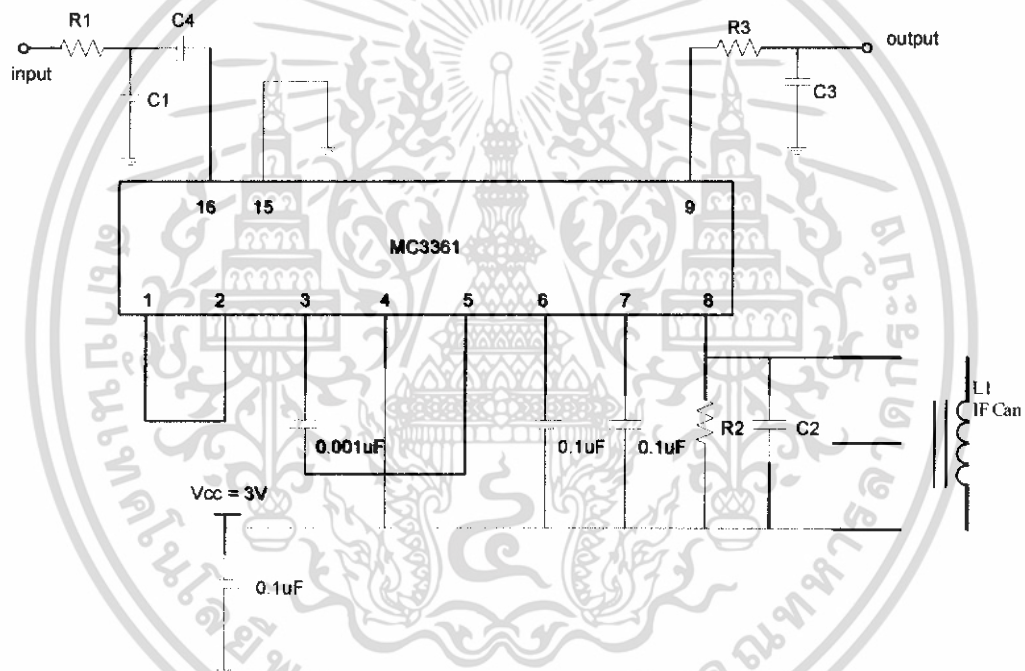 R1
C4
R3
output
input
C1
C3
16
15
9
MC3361
1
2
3
4
5
6
7
8
0.001uF
0.1uF
0.1uF
R2
C2
L1
IF Can
Vcc = 3V
0.1uF